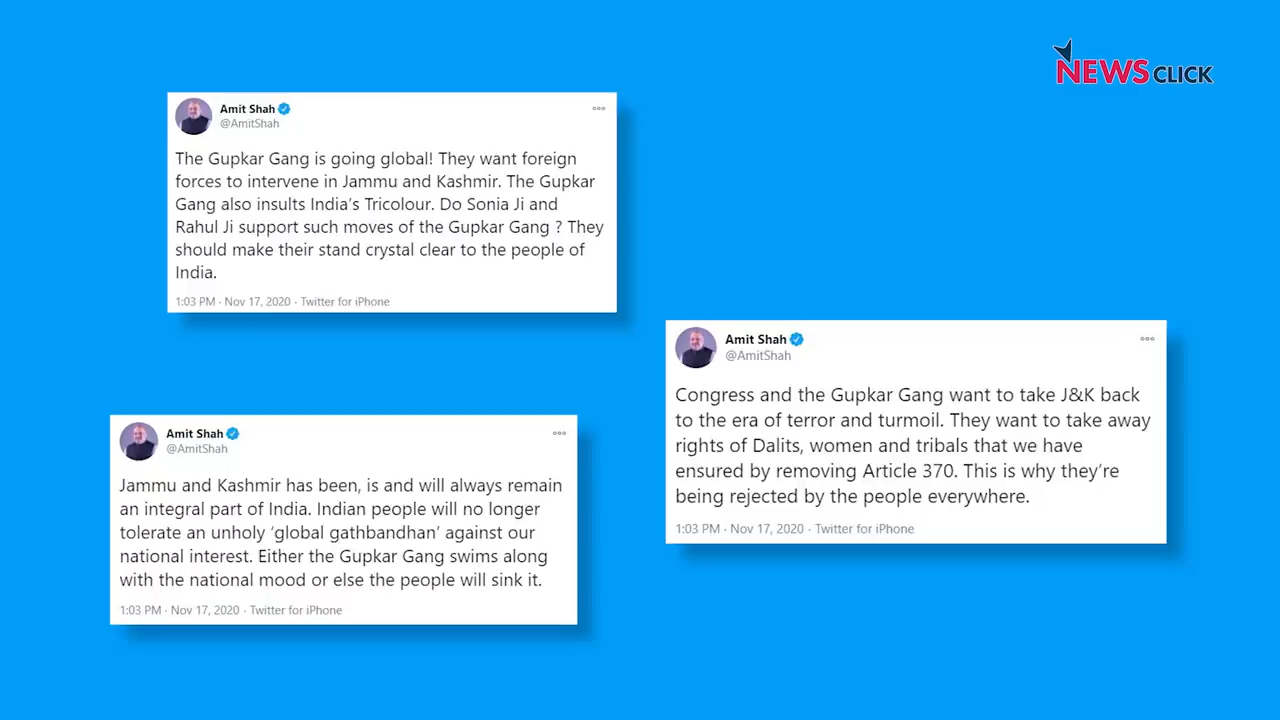 NEWS CLICK
Amit Shah
@AmitShah
The Gupkar Gang is going global! They want foreign
forces to intervene in Jammu and Kashmir. The Gupkar
Gang also insults India's Tricolour. Do Sonia Ji and
Rahul Ji support such moves of the Gupkar Gang ? They
should make their stand crystal clear to the people of
India.
1:03 PM · Nov 17, 2020 · Twitter for iPhone
Amit Shah
@AmitShah
Congress and the Gupkar Gang want to take J&K back
to the era of terror and turmoil. They want to take away
rights of Dalits, women and tribals that we have
ensured by removing Article 370. This is why they're
being rejected by the people everywhere.
1:03 PM · Nov 17, 2020 · Twitter for iPhone
Amit Shah
@AmitShah
Jammu and Kashmir has been, is and will always remain
an integral part of India. Indian people will no longer
tolerate an unholy 'global gathbandhan' against our
national interest. Either the Gupkar Gang swims along
with the national mood or else the people will sink it.
1:03 PM · Nov 17, 2020 · Twitter for iPhone